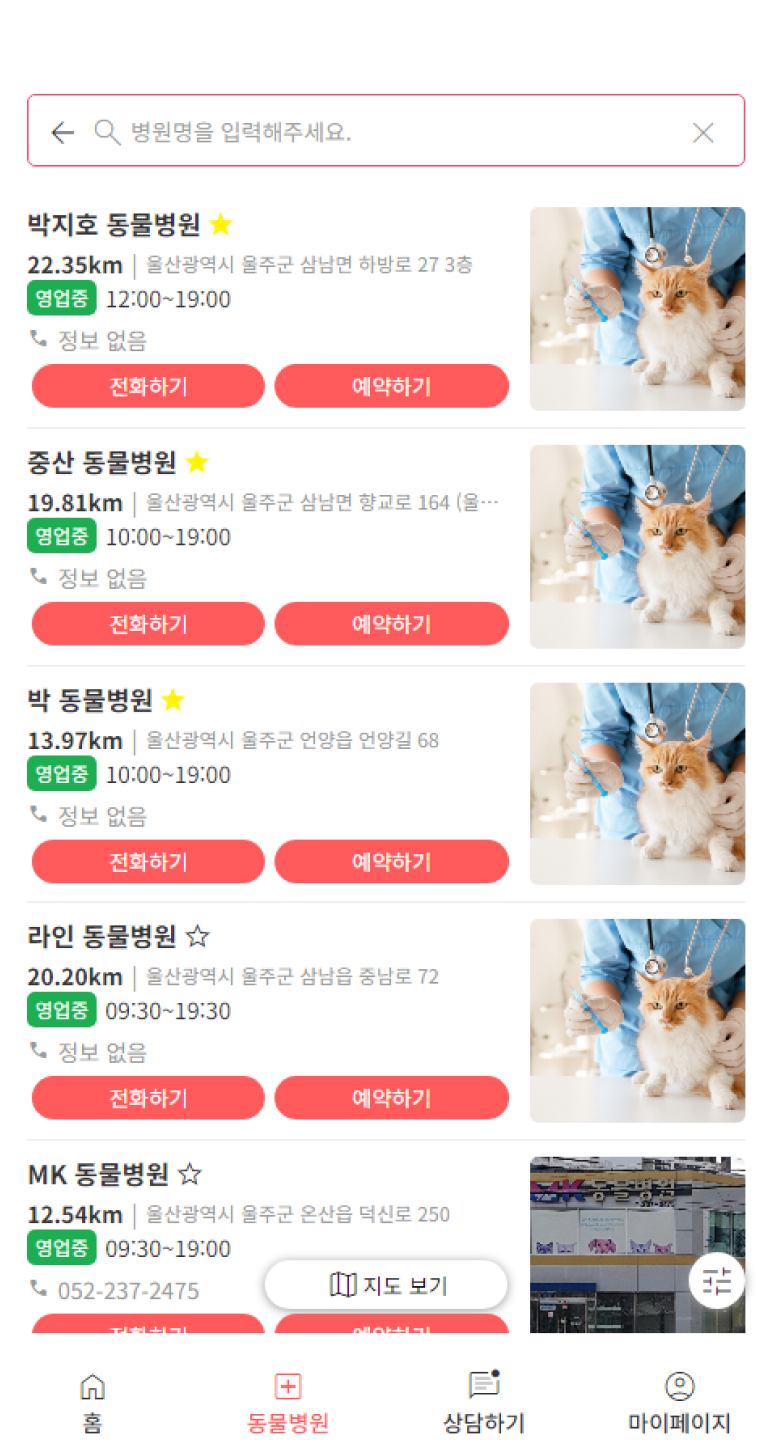 병원명을 입력해주세요.
박지호 동물병원
22.35km | 울산광역시 울주군 삼남면 하방로 27 3층
영업중 12:00~19:00
정보 없음
전화하기 예약하기
중산 동물병원
19.81km | 울산광역시 울주군 삼남면 향교로 164 (울…
영업중 10:00~19:00
정보 없음
전화하기 예약하기
박 동물병원
13.97km | 울산광역시 울주군 언양읍 언양길 68
영업중 10:00~19:00
정보 없음
전화하기 예약하기
라인 동물병원
20.20km | 울산광역시 울주군 삼남읍 중남로 72
영업중 09:30~19:30
정보 없음
전화하기 예약하기
MK 동물병원
12.54km | 울산광역시 울주군 온산읍 덕신로 250
MK 동물병원
영업중 09:30~19:00
052-237-2475
지도 보기
전화하기 예약하기
홈 동물병원 상담하기 마이페이지